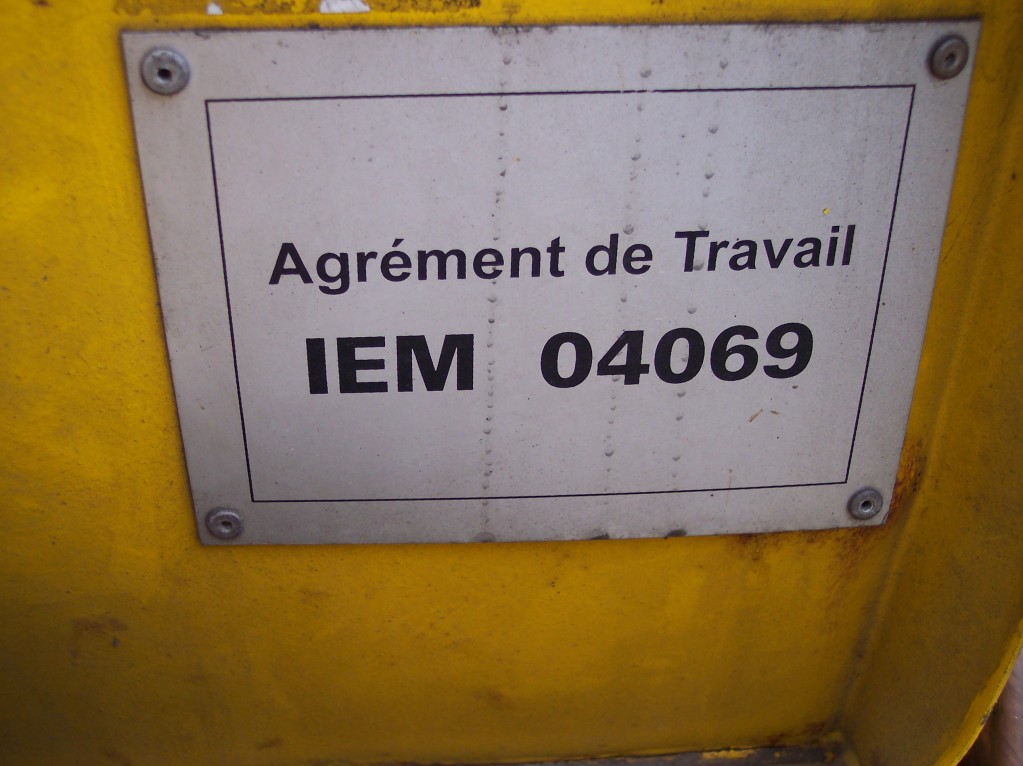 Agrément de Travail
IEM 04069